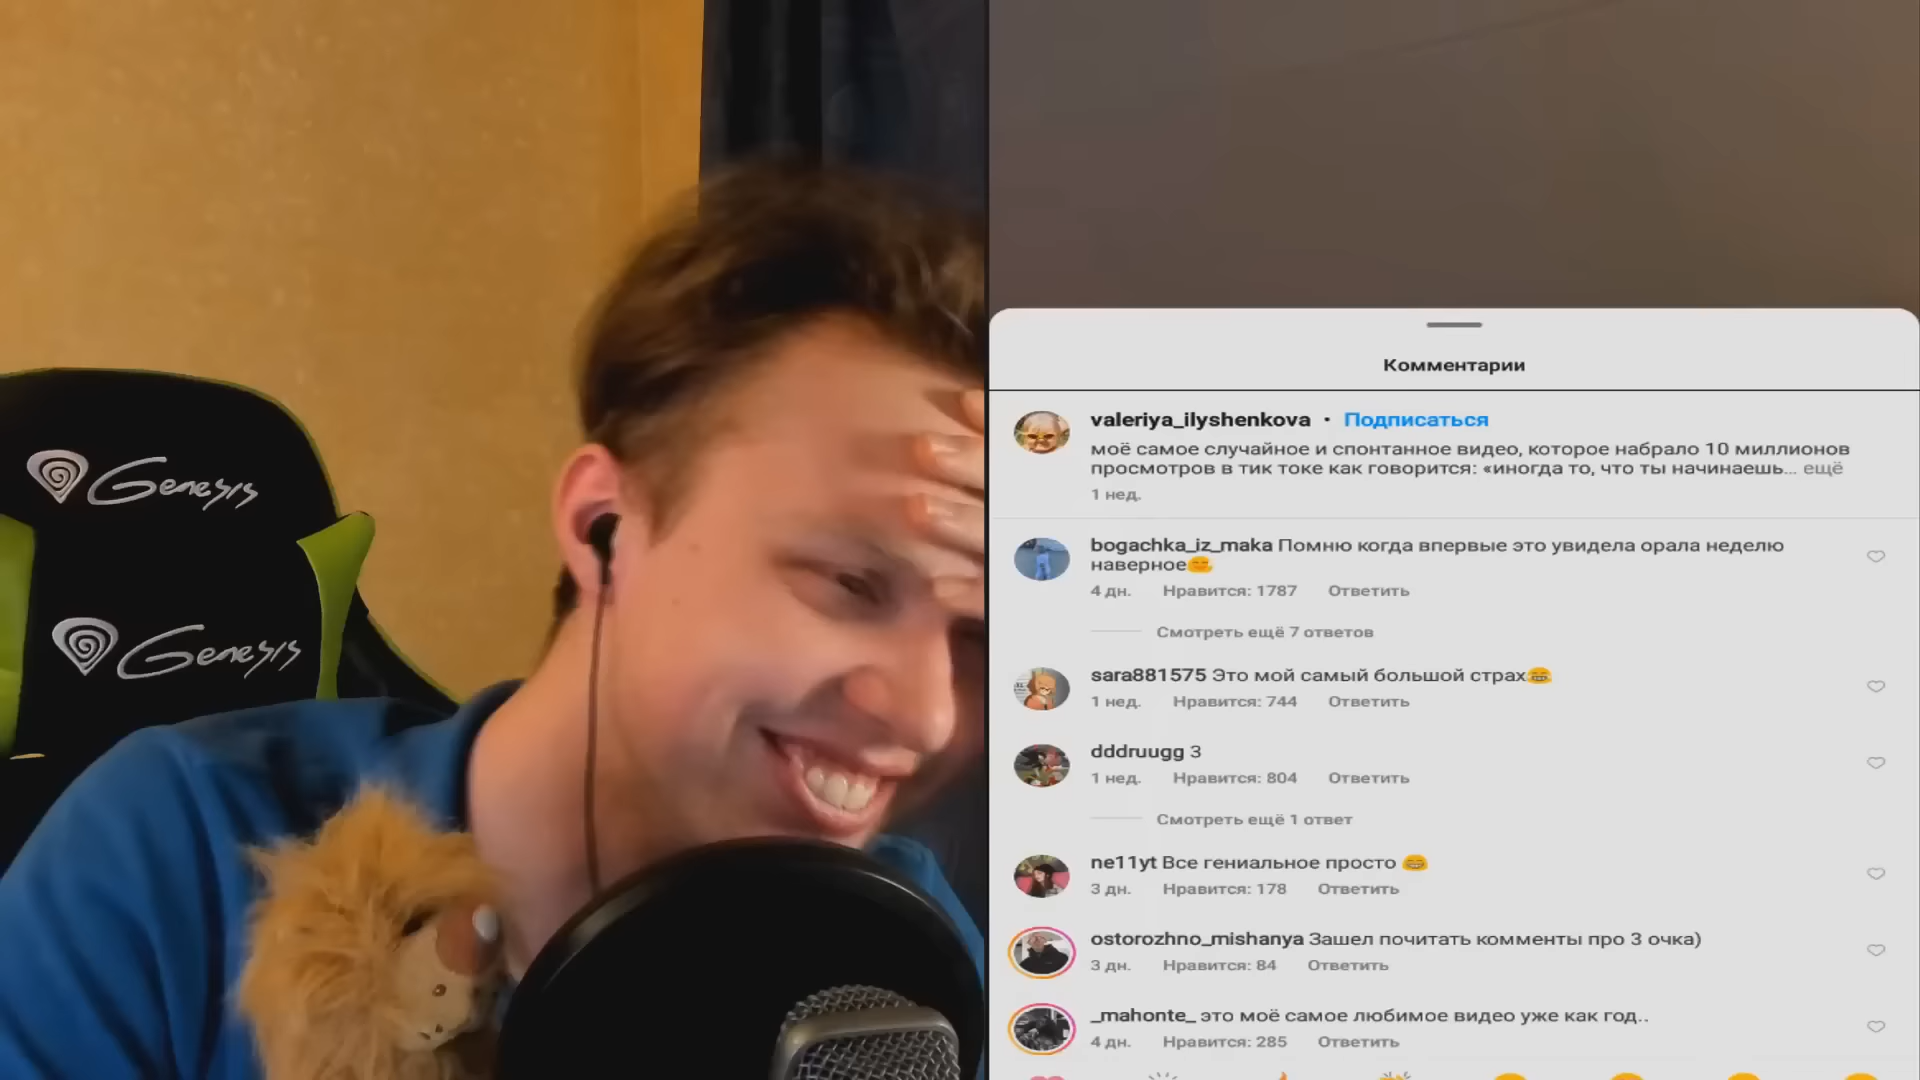 Genesis
Genesis
Комментарии
valeriya_ilyshenkova • Подписаться
моё самое случайное и спонтанное видео, которое набрало 10 миллионов
просмотров в тик токе как говорится: «иногда то, что ты начинаешь... ещё
1 нед.
bogachka_iz_maka Помню когда впервые это увидела орала неделю
наверное🤗
4 дн. Нравится: 1787 Ответить
Смотреть ещё 7 ответов
sara881575 Это мой самый большой страх😂
1 нед. Нравится: 744 Ответить
dddruugg 3
1 нед. Нравится: 804 Ответить
Смотреть ещё 1 ответ
ne11yt Все гениальное просто 😂
3 дн. Нравится: 178 Ответить
ostorozhno_mishanya Зашел почитать комменты про 3 очка)
3 дн. Нравится: 84 Ответить
_mahonte_ это моё самое любимое видео уже как год..
4 дн. Нравится: 285 Ответить